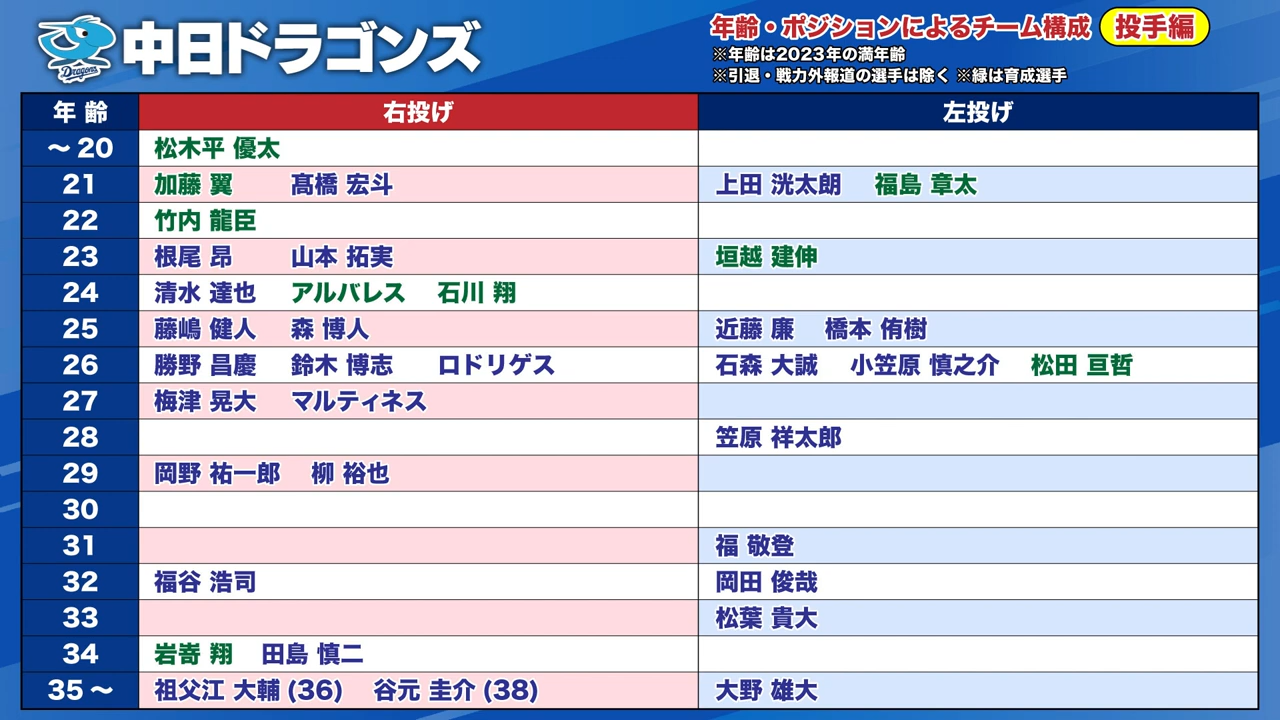 Dragons
中日ドラゴンズ
年齢・ポジションによるチーム構成 投手編
※年齢は2023年の満年齢
※引退・戦力外報道の選手は除く ※緑は育成選手
年齢 右投げ 左投げ
～20 松木平 優太
21 加藤 翼 髙橋 宏斗 上田 洸太朗 福島 章太
22 竹内 龍臣
23 根尾 昂 山本 拓実 垣越 建伸
24 清水 達也 アルバレス 石川 翔
25 藤嶋 健人 森 博人 近藤 廉 橋本 侑樹
26 勝野 昌慶 鈴木 博志 ロドリゲス 石森 大誠 小笠原 慎之介 松田 亘哲
27 梅津 晃大 マルティネス
28 笠原 祥太郎
29 岡野 祐一郎 柳 裕也
30
31 福 敬登
32 福谷 浩司 岡田 俊哉
33 松葉 貴大
34 岩嵜 翔 田島 慎二
35～ 祖父江 大輔(36) 谷元 圭介(38) 大野 雄大